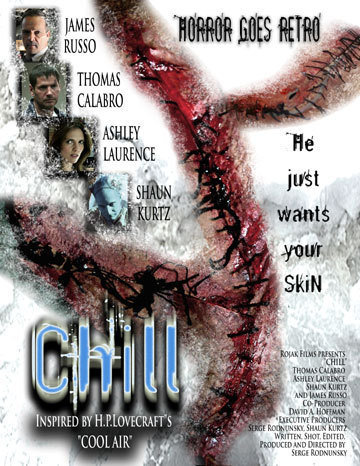 JAMES
RUSSO
HORROR GOES RETRO
THOMAS
CALABRO
ASHLEY
LAURENCE
SHAUN
KURTZ
He
just
wants
your
SKiN
Chill
INSPIRED BY H.P.LOVECRAFT'S
"COOL AIR"
ROJAK FILMS PRESENTS
"CHILL"
THOMAS CALABRO
ASHLEY LAURENCE
SHAUN KURTZ
AND JAMES RUSSO
CO-PRODUCER
DAVID A. HOFFMAN
EXECUTIVE PRODUCERS
SERGE RODNUNSKY, SHAUN KURTZ
WRITTEN. SHOT. EDITED.
PRODUCED AND DIRECTED BY
SERGE RODNUNSKY